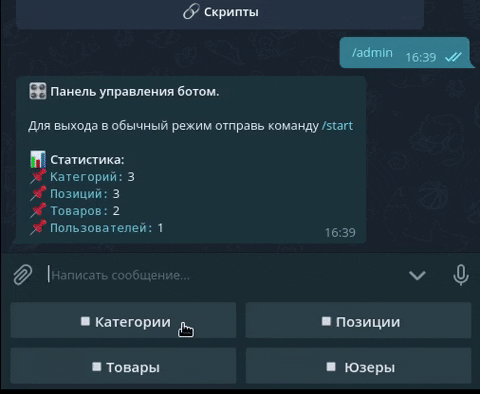 Скрипты
/admin
16:39
Панель управления ботом.
Для выхода в обычный режим отправь команду /start
Статистика:
Категорий: 3
Позиций: 3
Товаров: 2
Пользователей: 1
16:39
Написать сообщение...
Категории
Позиции
Товары
Юзеры